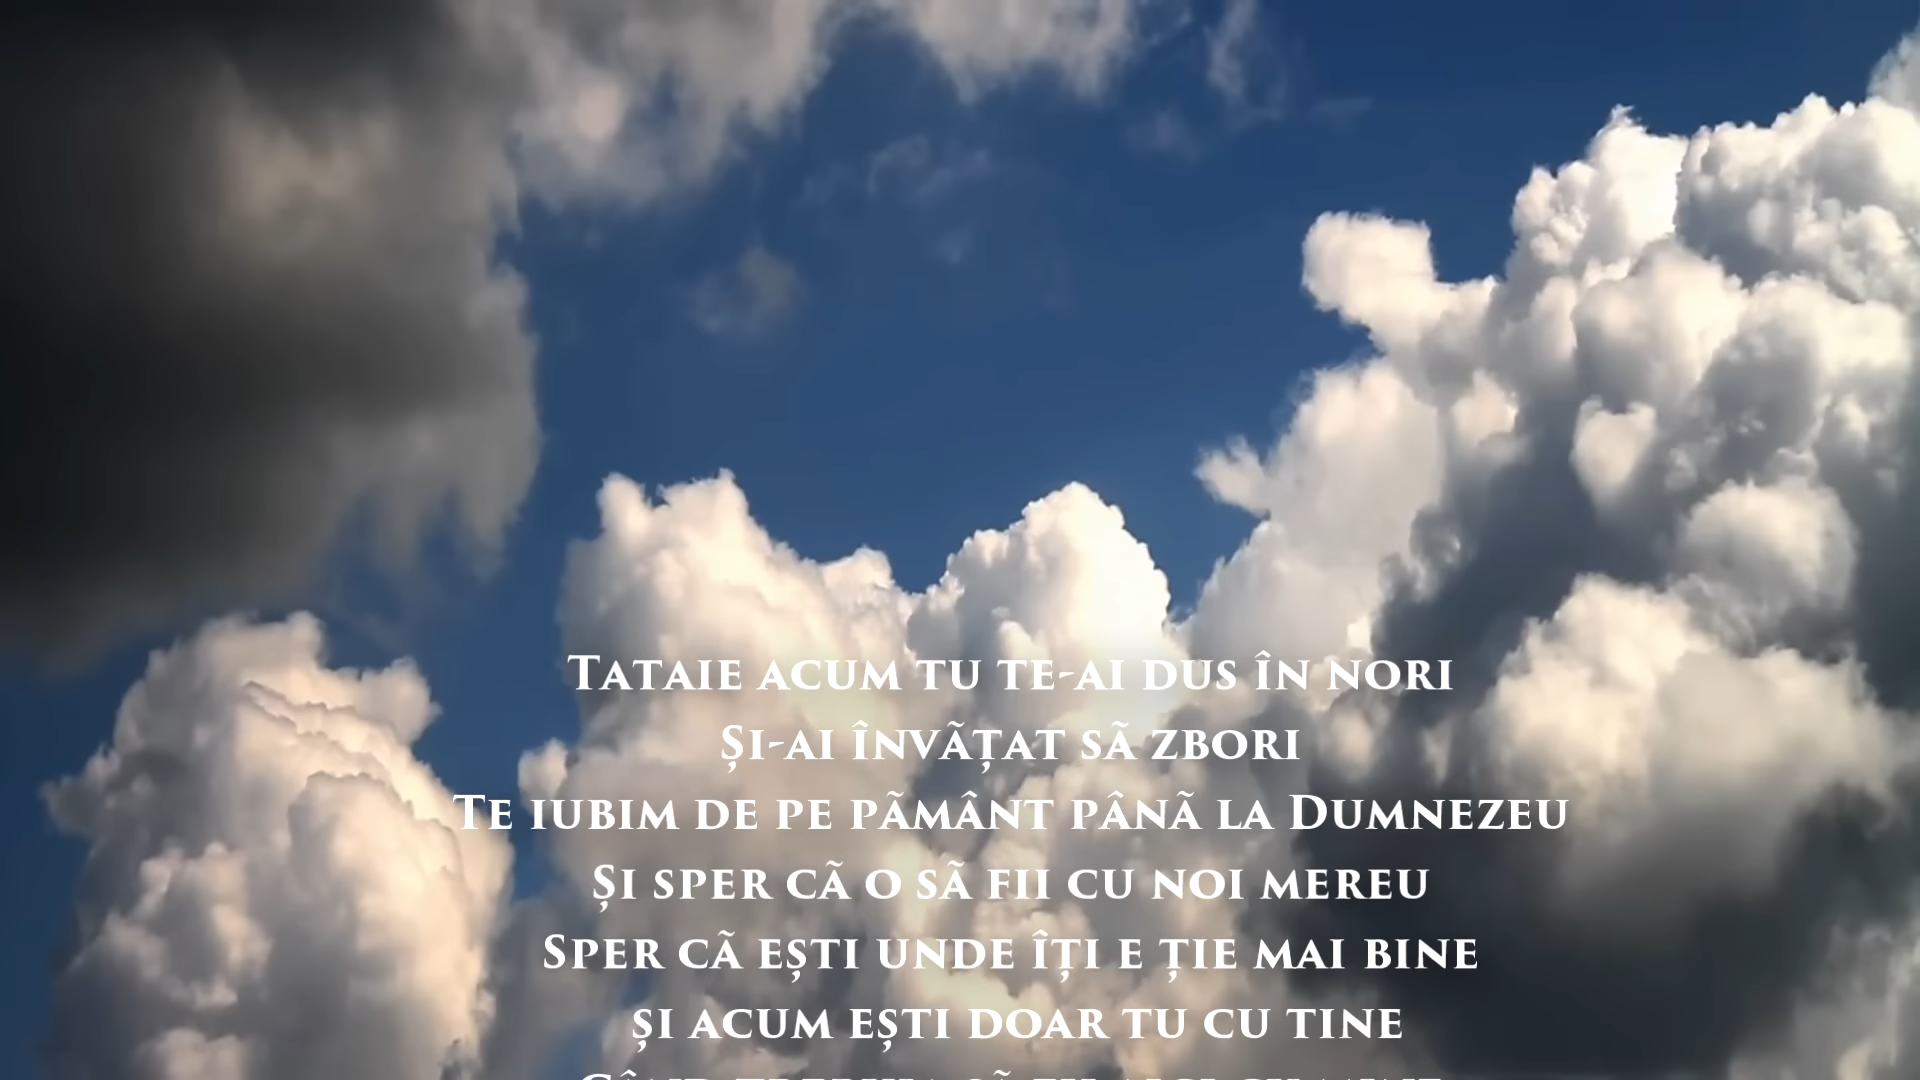 Tataie acum tu te-ai dus în nori
Și-ai învãțat sã zbori
Te iubim de pe pãmânt pânã la Dumnezeu
Și sper cã o sã fii cu noi mereu
Sper cã ești unde îți e ție mai bine
și acum ești doar tu cu tine